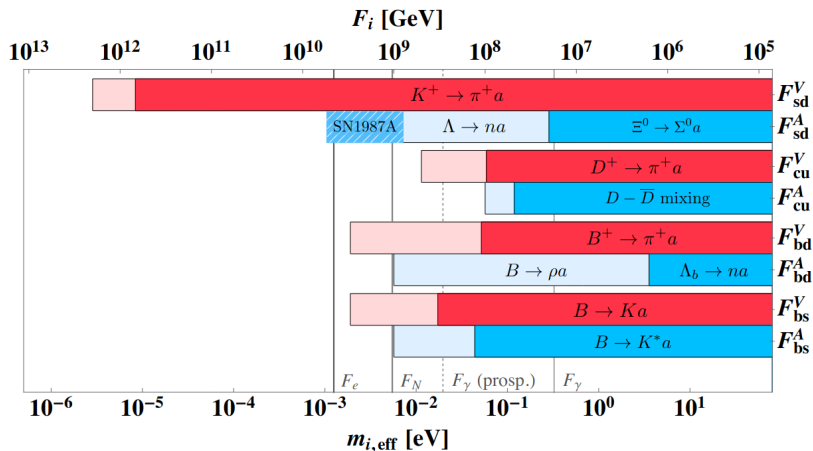 F_i [GeV]
10^13 10^12 10^11 10^10 10^9 10^8 10^7 10^6 10^5
K^+ → π^+ a F^V_sd
SN1987A Λ → na Ξ^0 → Σ^0 a F^A_sd
D^+ → π^+ a F^V_cu
D − D̅ mixing F^A_cu
B^+ → π^+ a F^V_bd
B → ρa Λ_b → na F^A_bd
B → Ka F^V_bs
B → K^* a F^A_bs
F_e F_N F_γ (prosp.) F_γ
10^-6 10^-5 10^-4 10^-3 10^-2 10^-1 10^0 10^1
m_i,eff [eV]